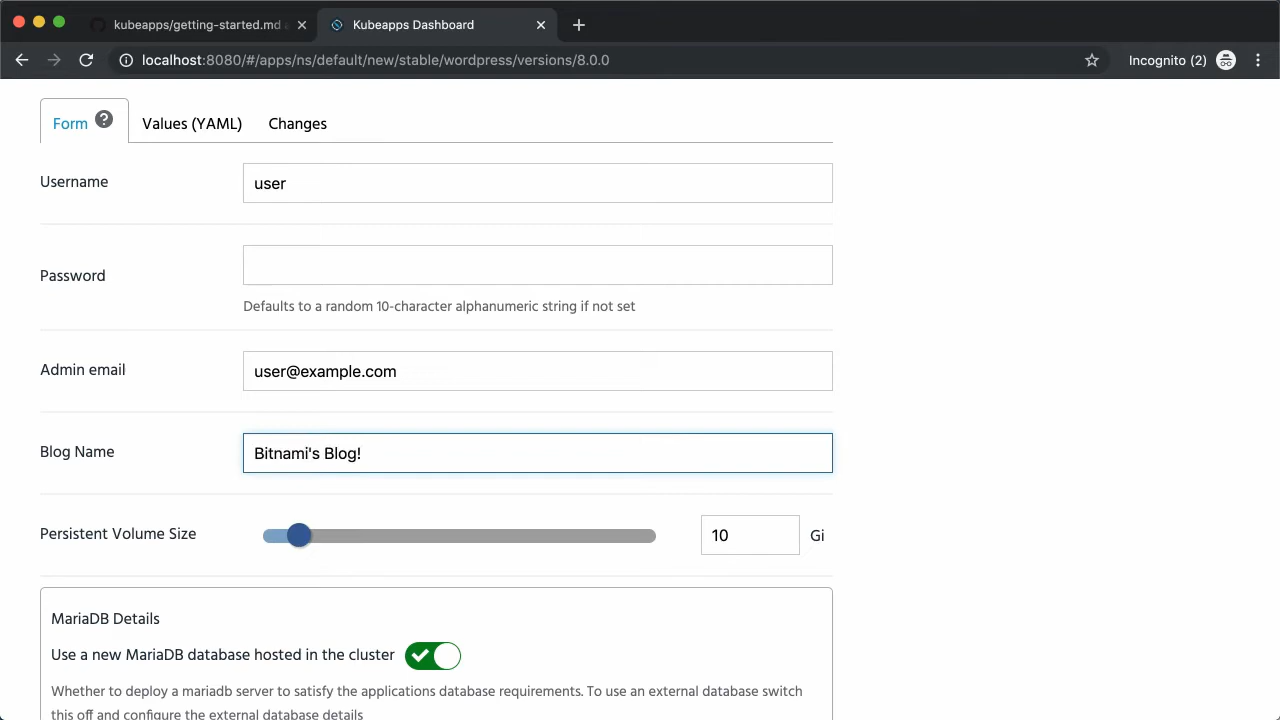 kubeapps/getting-started.md
Kubeapps Dashboard
localhost:8080/#/apps/ns/default/new/stable/wordpress/versions/8.0.0
Incognito (2)
Form ?
Values (YAML)
Changes
Username
user
Password
Defaults to a random 10-character alphanumeric string if not set
Admin email
user@example.com
Blog Name
Bitnami's Blog!
Persistent Volume Size
10
Gi
MariaDB Details
Use a new MariaDB database hosted in the cluster
Whether to deploy a mariadb server to satisfy the applications database requirements. To use an external database switch
this off and configure the external database details